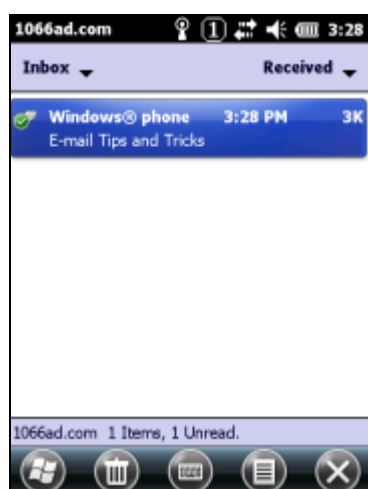 1066ad.com 1 3:28
Inbox Received
Windows® phone 3:28 PM 3K
E-mail Tips and Tricks
1066ad.com 1 Items, 1 Unread.